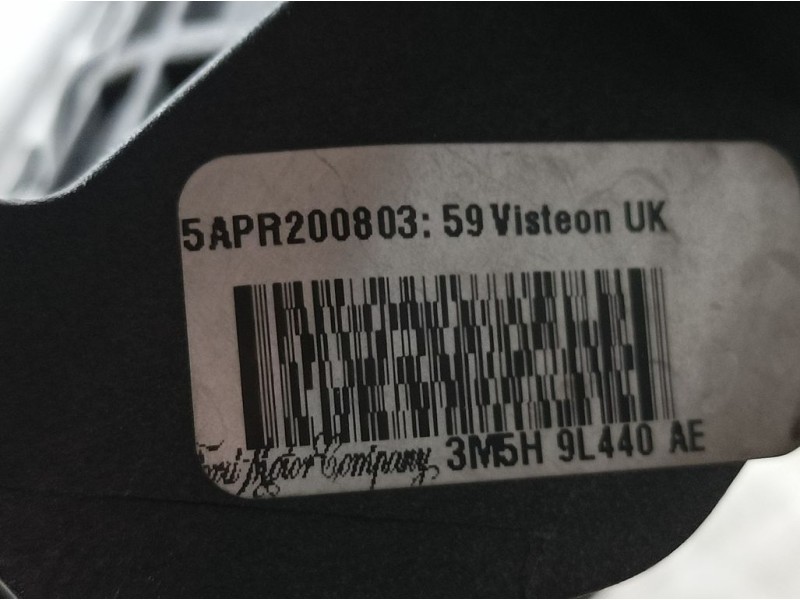 5APR200803:59 Visteon UK
Ford Motor Company 3M5H 9L440 AE